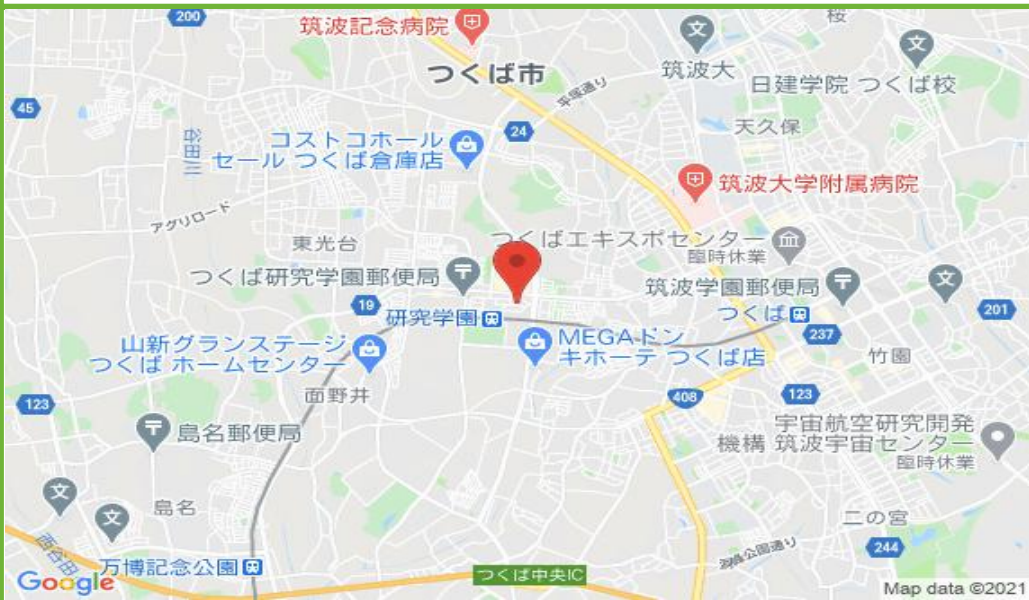 200
筑波記念病院
文
桜
文
つくば市
筑波大
日建学院 つくば校
平塚通り
45
谷田川
24
天久保
コストコホール
セール つくば倉庫店
筑波大学附属病院
アグリロード
東光台
つくばエキスポセンター
臨時休業
つくば研究学園郵便局
筑波学園郵便局
文
19
研究学園
つくば
201
237
山新グランステージ
つくば ホームセンター
MEGAドン
キホーテ つくば店
竹園
面野井
123
408
123
島名郵便局
宇宙航空研究開発
機構 筑波宇宙センター
臨時休業
文
文
島名
二の宮
西谷田
洞峰公園通り
244
万博記念公園
つくば中央IC
Google
Map data ©2021